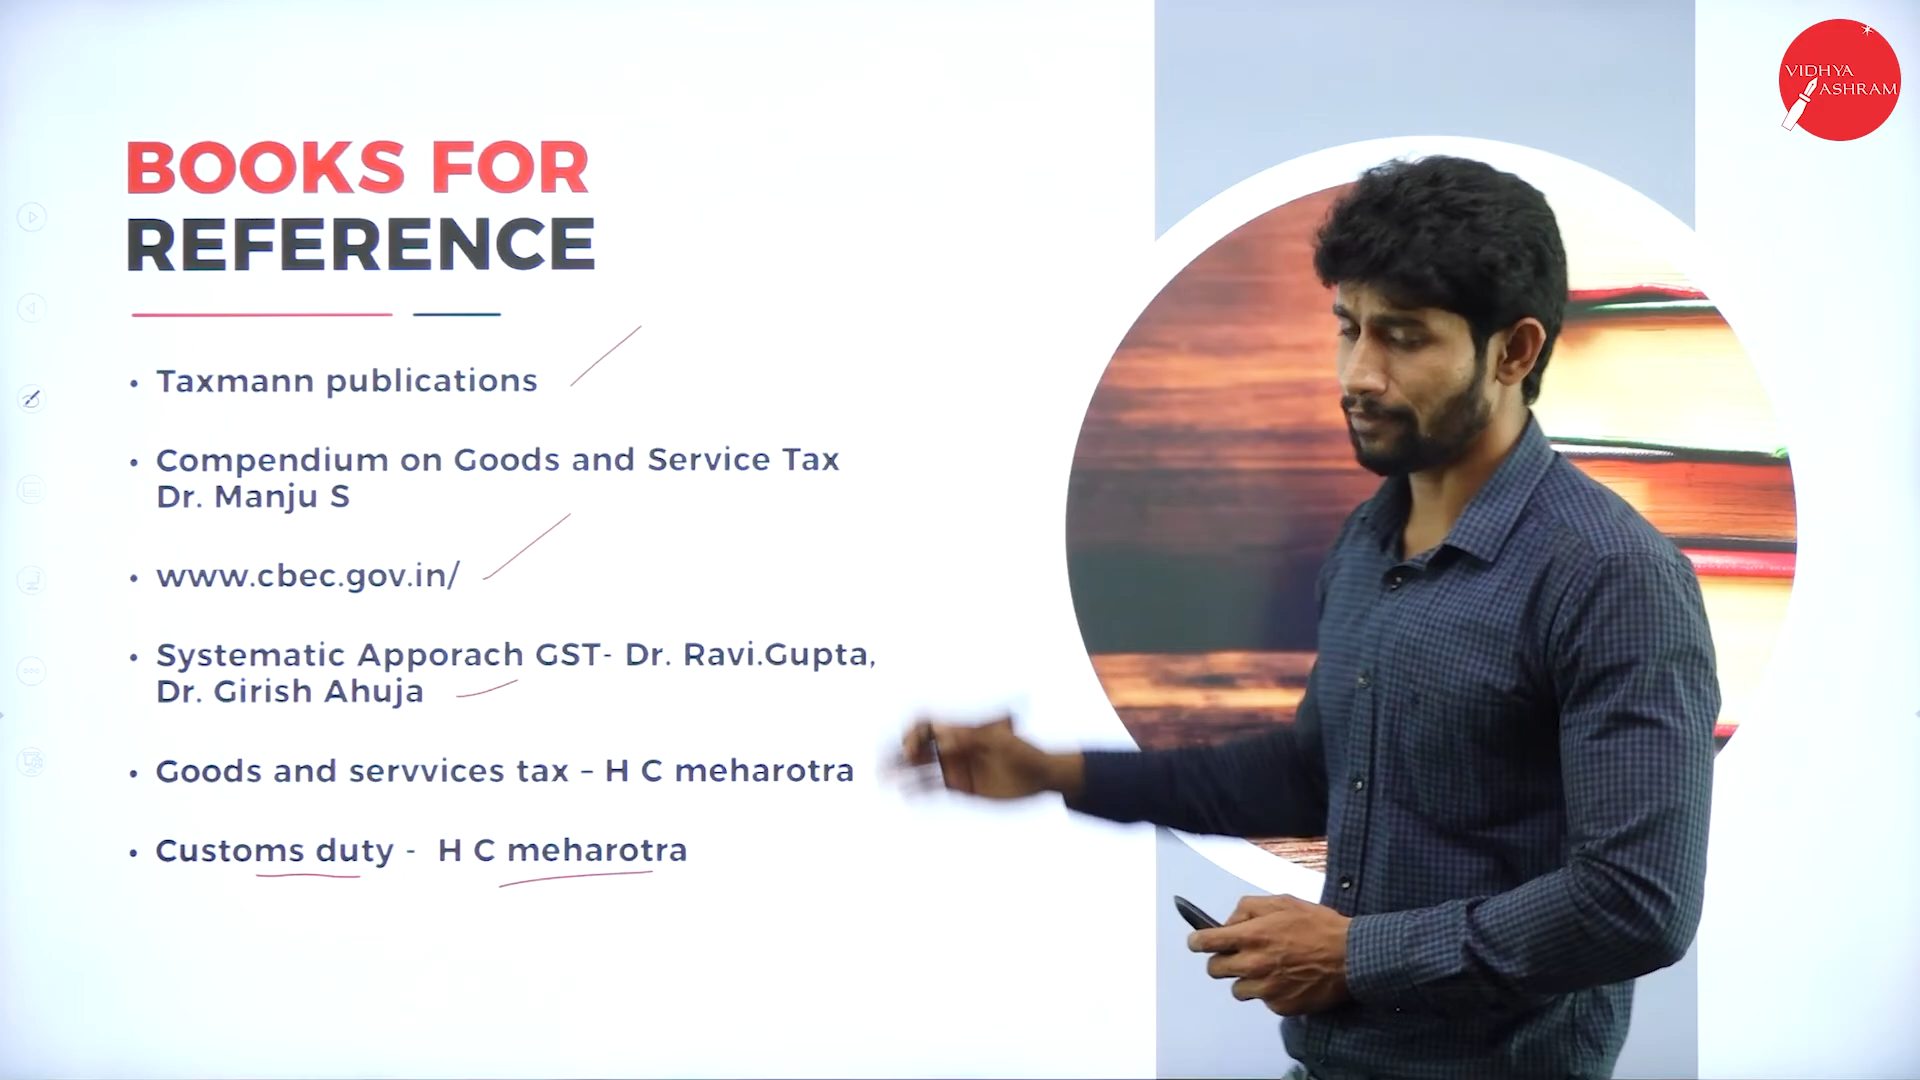 VIDHYA
ASHRAM
BOOKS FOR
REFERENCE
• Taxmann publications
• Compendium on Goods and Service Tax
Dr. Manju S
• www.cbec.gov.in/
• Systematic Apporach GST- Dr. Ravi.Gupta,
Dr. Girish Ahuja
• Goods and servvices tax – H C meharotra
• Customs duty - H C meharotra